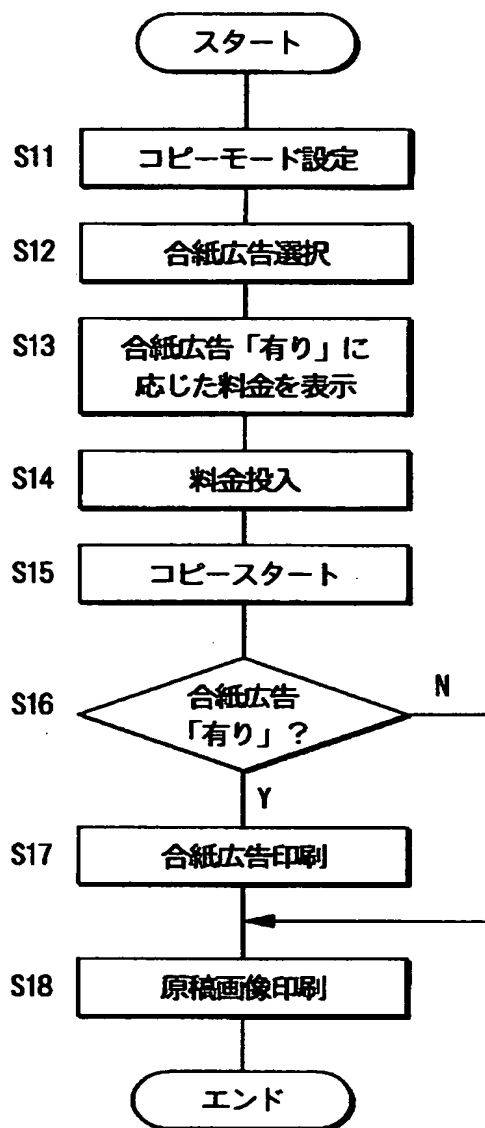 スタート
S11 コピーモード設定
S12 合紙広告選択
S13 合紙広告「有り」に
応じた料金を表示
S14 料金投入
S15 コピースタート
S16 合紙広告
「有り」？
N
Y
S17 合紙広告印刷
S18 原稿画像印刷
エンド